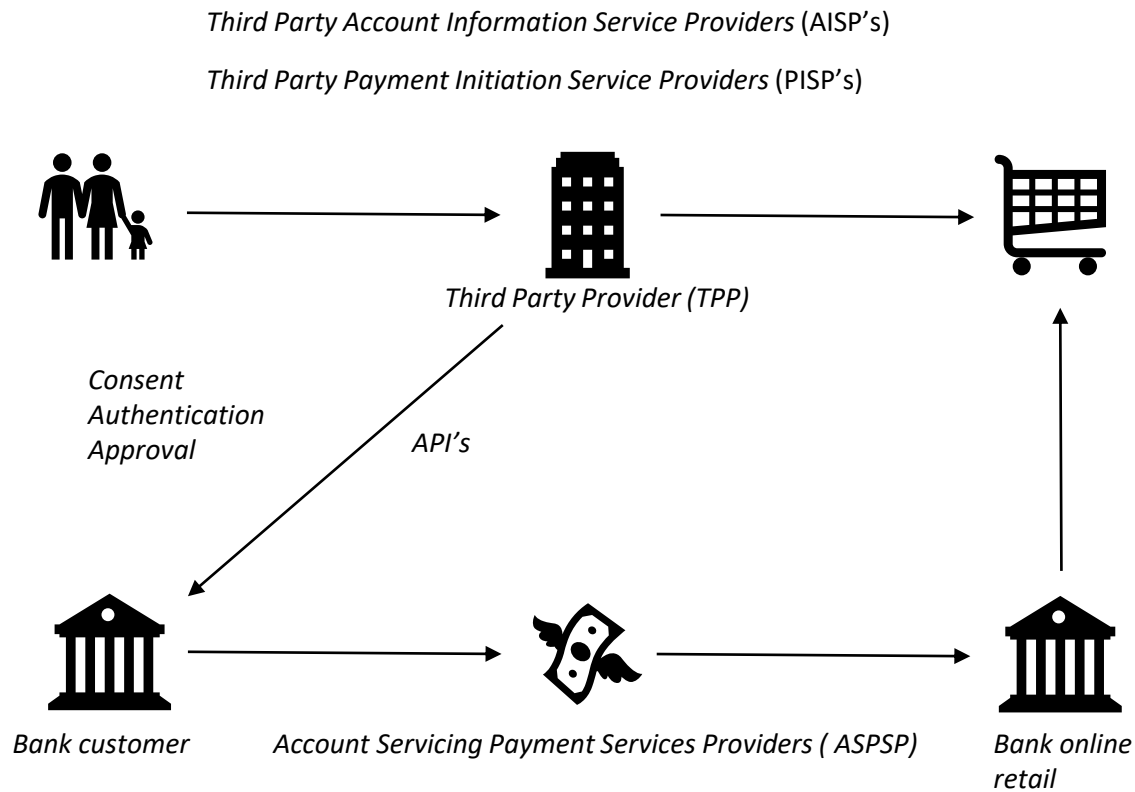 Third Party Account Information Service Providers (AISP’s)
Third Party Payment Initiation Service Providers (PISP’s)
Third Party Provider (TPP)
Consent
Authentication
Approval
API’s
Bank customer
Account Servicing Payment Services Providers ( ASPSP)
Bank online
retail